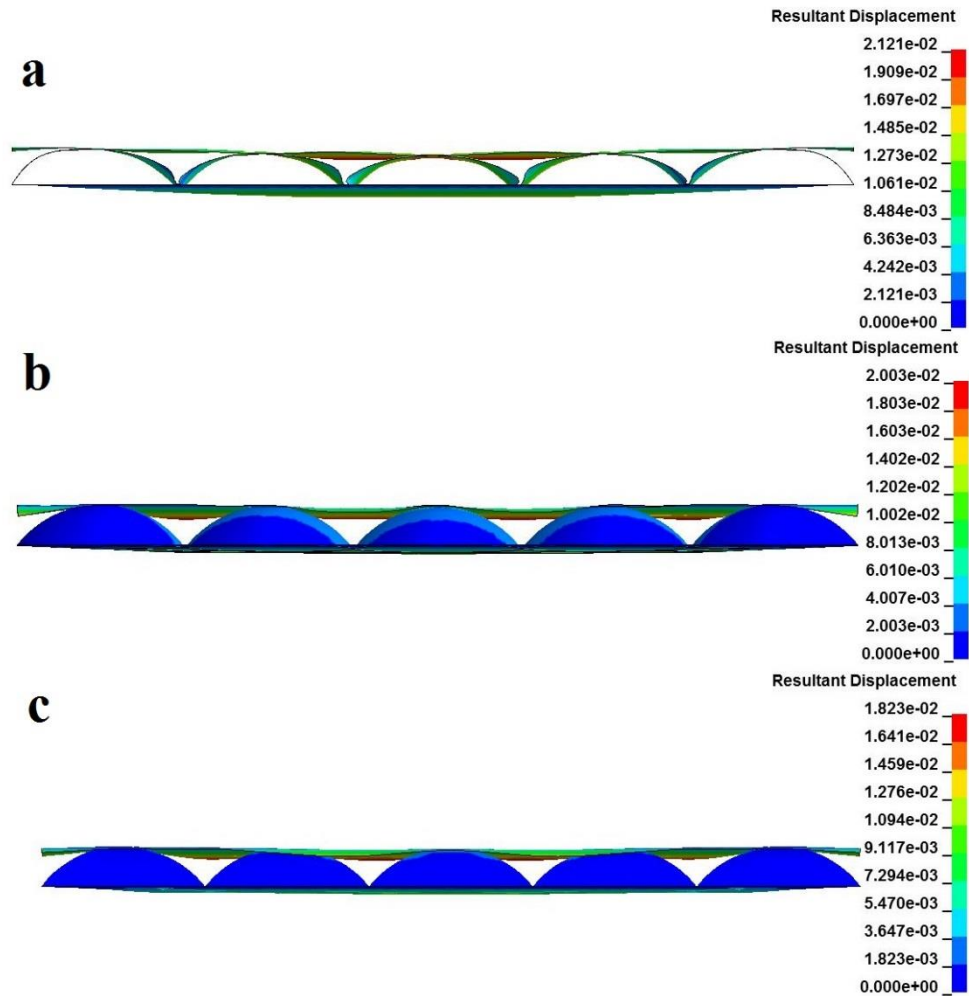 Resultant Displacement
a
2.121e-02
1.909e-02
1.697e-02
1.485e-02
1.273e-02
1.061e-02
8.484e-03
6.363e-03
4.242e-03
2.121e-03
0.000e+00
Resultant Displacement
b
2.003e-02
1.803e-02
1.603e-02
1.402e-02
1.202e-02
1.002e-02
8.013e-03
6.010e-03
4.007e-03
2.003e-03
0.000e+00
Resultant Displacement
c
1.823e-02
1.641e-02
1.459e-02
1.276e-02
1.094e-02
9.117e-03
7.294e-03
5.470e-03
3.647e-03
1.823e-03
0.000e+00